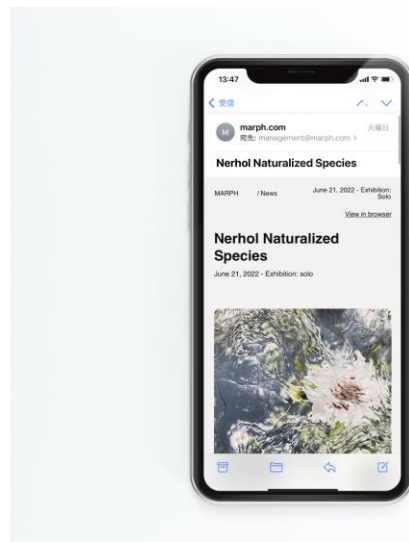 13:47
受信
M
marph.com
火曜日
宛先: management@marph.com >
Nerhol Naturalized Species
MARPH / News June 21, 2022 - Exhibition: Solo
View in browser
Nerhol Naturalized
Species
June 21, 2022 - Exhibition: solo